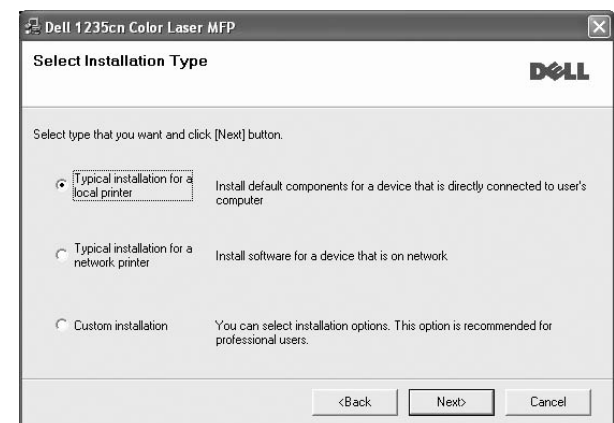 Dell 1235cn Color Laser MFP
Select Installation Type
DELL
Select type that you want and click [Next] button.
Typical installation for a
local printer
Install default components for a device that is directly connected to user's
computer
Typical installation for a
network printer
Install software for a device that is on network
Custom installation
You can select installation options. This option is recommended for
professional users.
<Back
Next>
Cancel